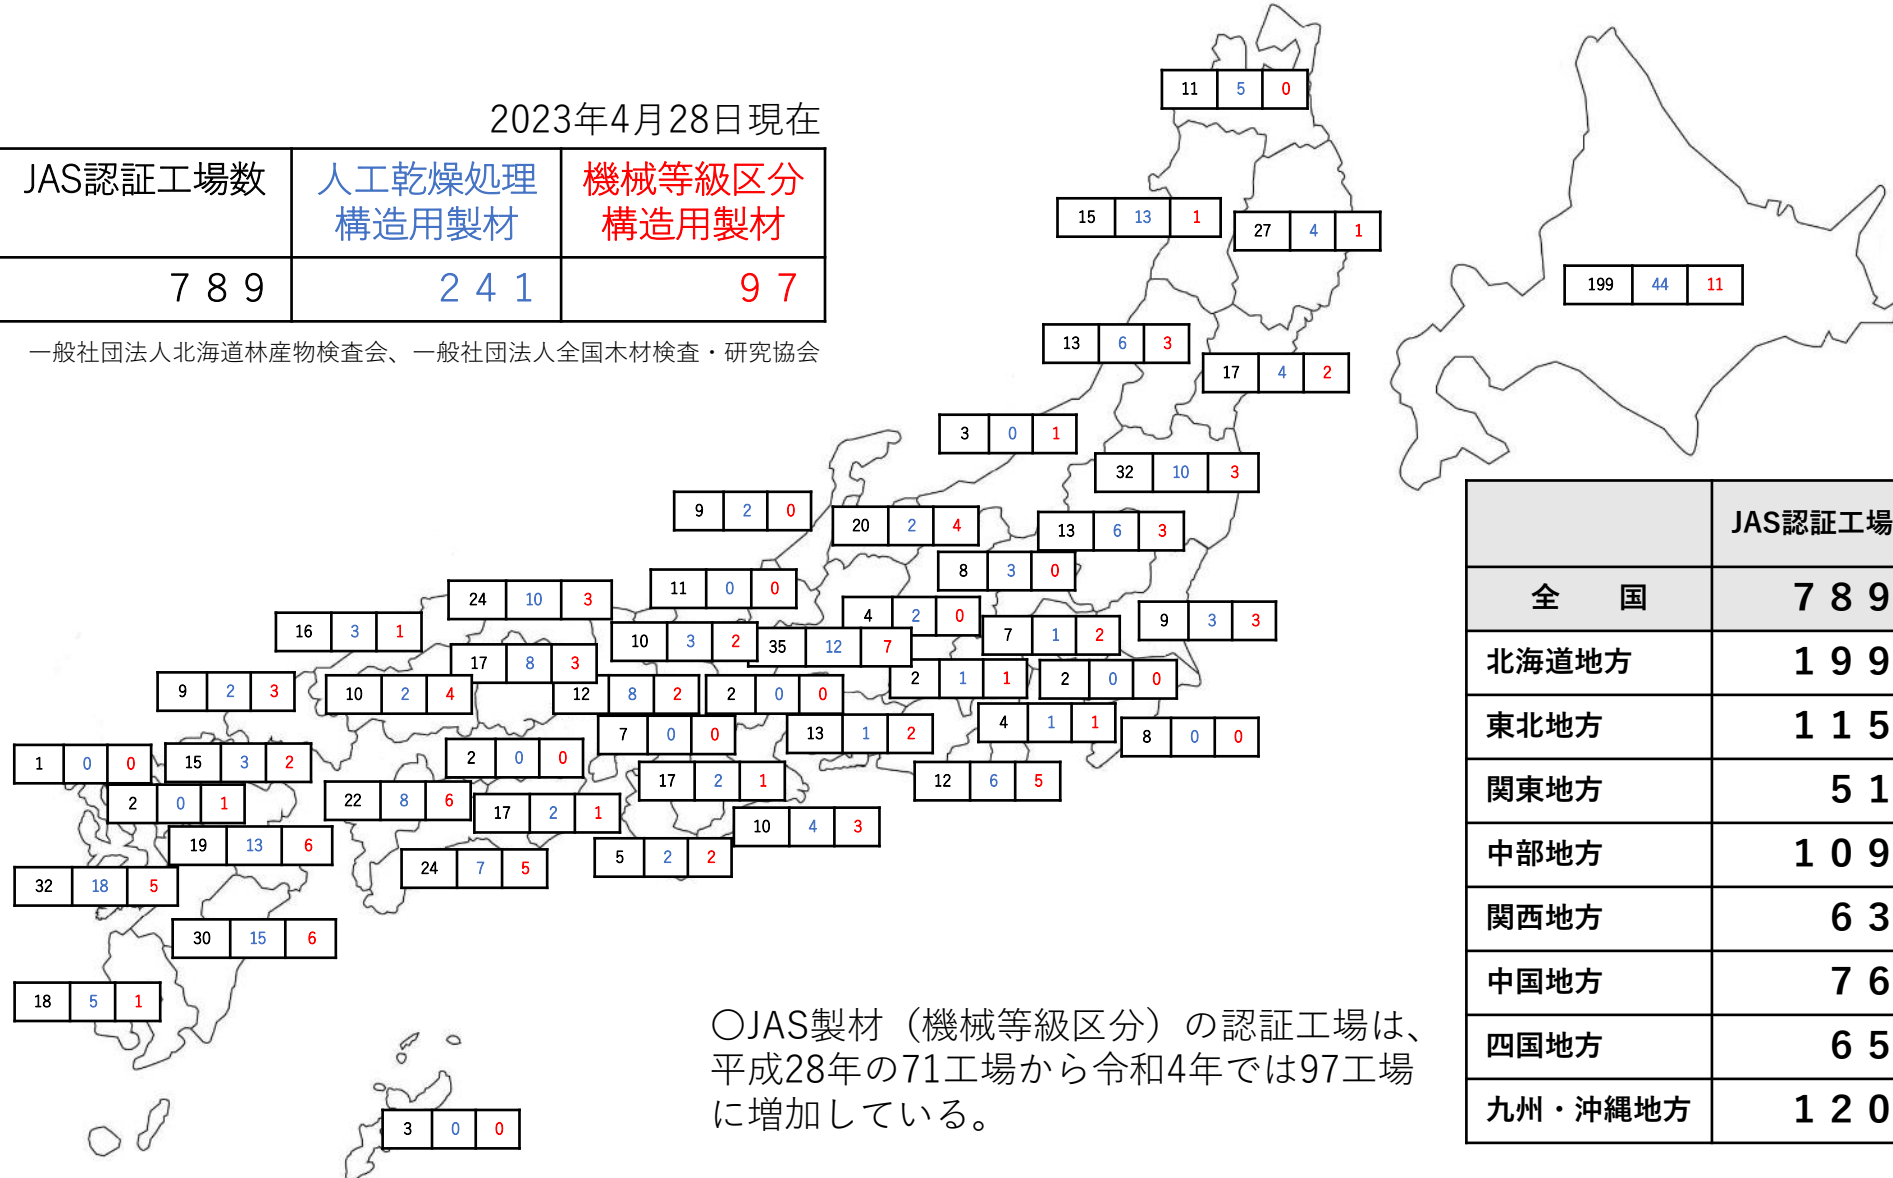 2023年4月28日現在
JAS認証工場数 人工乾燥処理 機械等級区分
構造用製材 構造用製材
789 241 97
一般社団法人北海道林産物検査会、一般社団法人全国木材検査・研究協会
11 5 0
15 13 1
27 4 1
199 44 11
13 6 3
17 4 2
3 0 1
32 10 3
9 2 0
20 2 4
13 6 3
8 3 0
11 0 0
24 10 3
4 2 0
9 3 3
16 3 1
10 3 2
35 12 7
7 1 2
17 8 3
2 1 1
2 0 0
9 2 3
10 2 4
12 8 2
2 0 0
4 1 1
7 0 0
13 1 2
8 0 0
1 0 0
15 3 2
2 0 0
17 2 1
12 6 5
2 0 1
22 8 6
17 2 1
10 4 3
19 13 6
5 2 2
24 7 5
32 18 5
30 15 6
18 5 1
3 0 0
〇JAS製材（機械等級区分）の認証工場は、
平成28年の71工場から令和4年では97工場
に増加している。
JAS認証工場
全国 789
北海道地方 199
東北地方 115
関東地方 51
中部地方 109
関西地方 63
中国地方 76
四国地方 65
九州・沖縄地方 120